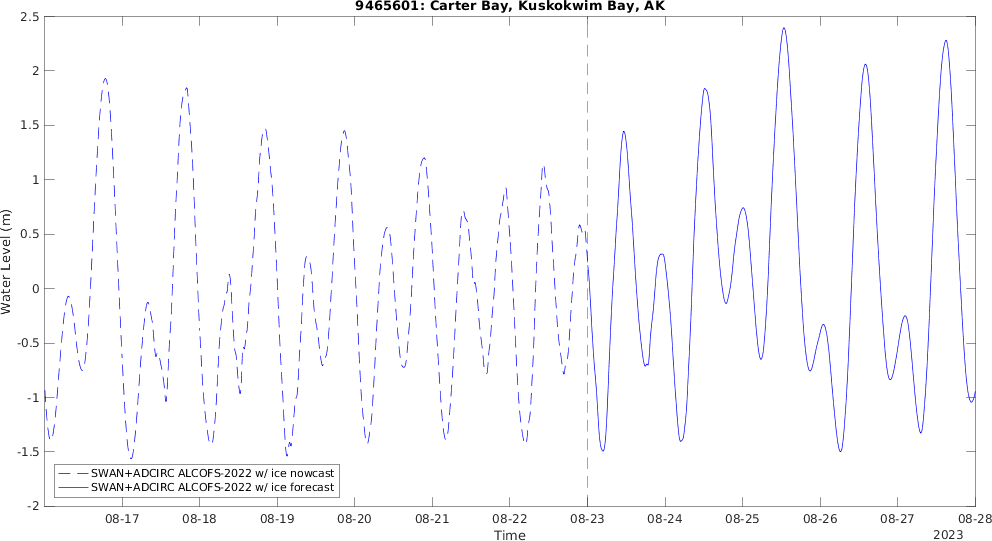 9465601: Carter Bay, Kuskokwim Bay, AK
2.5
2
1.5
1
0.5
0
-0.5
-1
-1.5
-2
Water Level (m)
SWAN+ADCIRC ALCOFS-2022 w/ ice nowcast
SWAN+ADCIRC ALCOFS-2022 w/ ice forecast
08-17 08-18 08-19 08-20 08-21 08-22 08-23 08-24 08-25 08-26 08-27 08-28
Time
2023